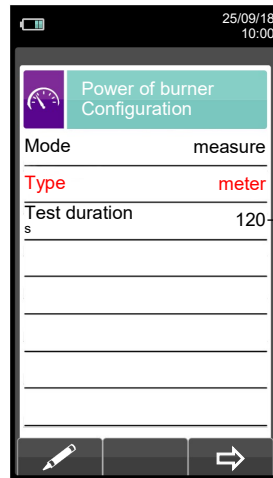 25/09/18
10:00
Power of burner
Configuration
Mode measure
Type meter
Test duration 120
s